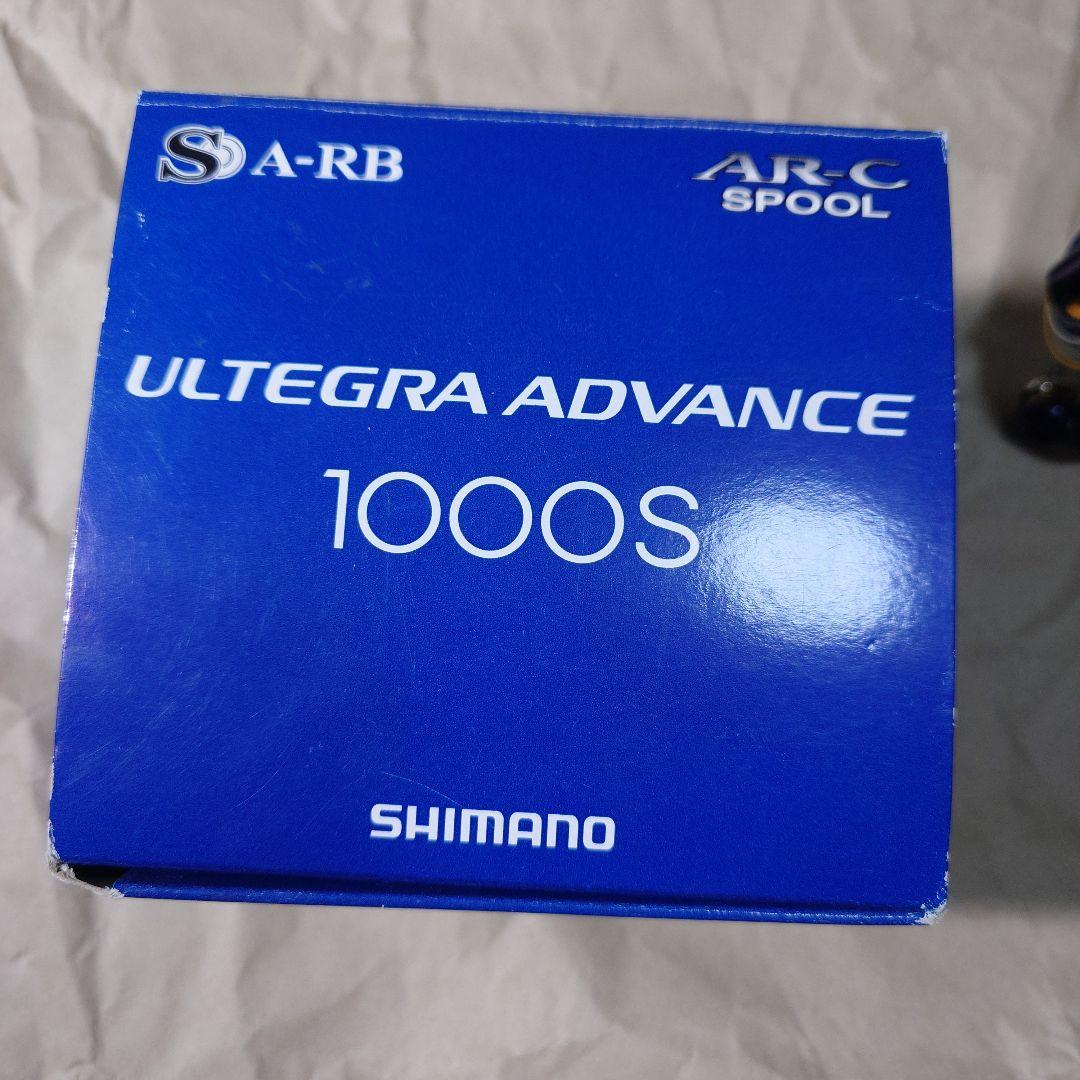 S A-RB
AR-C
SPOOL
ULTEGRA ADVANCE
1000S
SHIMANO